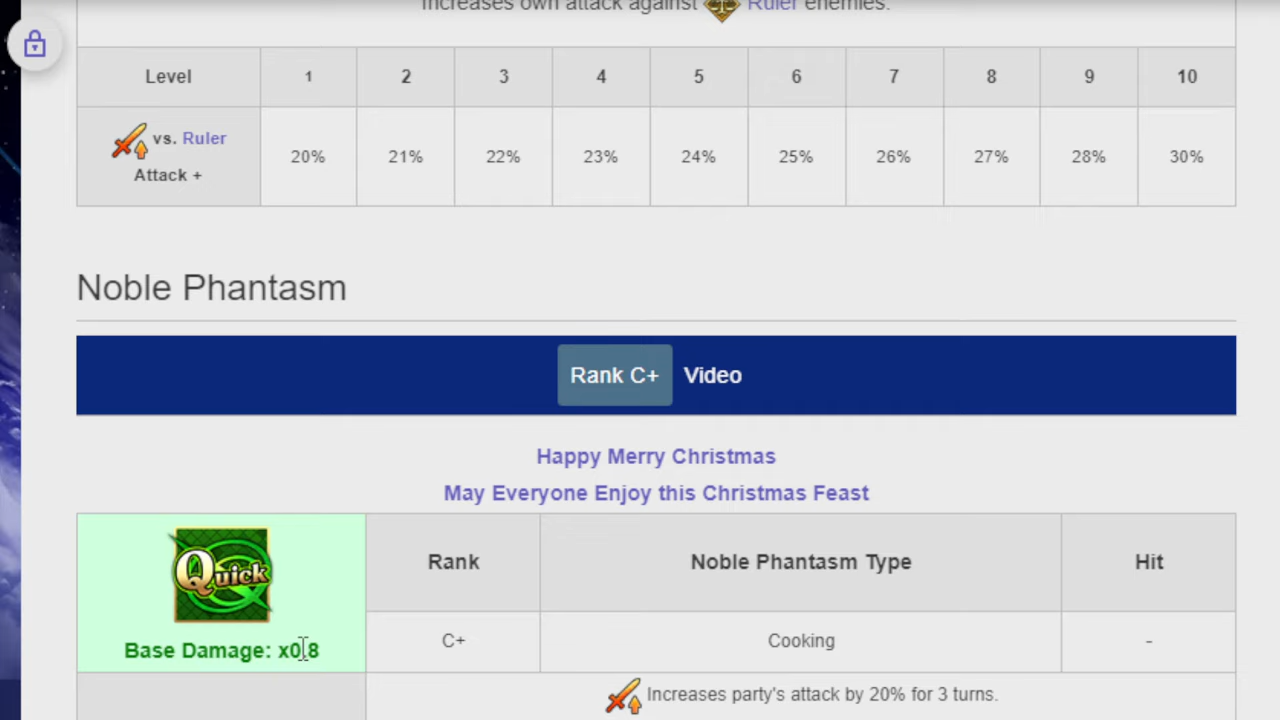 Increases own attack against Ruler enemies.
Level 1 2 3 4 5 6 7 8 9 10
vs. Ruler
Attack +
20% 21% 22% 23% 24% 25% 26% 27% 28% 30%
Noble Phantasm
Rank C+ Video
Happy Merry Christmas
May Everyone Enjoy this Christmas Feast
Quick
Rank Noble Phantasm Type Hit
Base Damage: x0.8
C+ Cooking -
Increases party's attack by 20% for 3 turns.